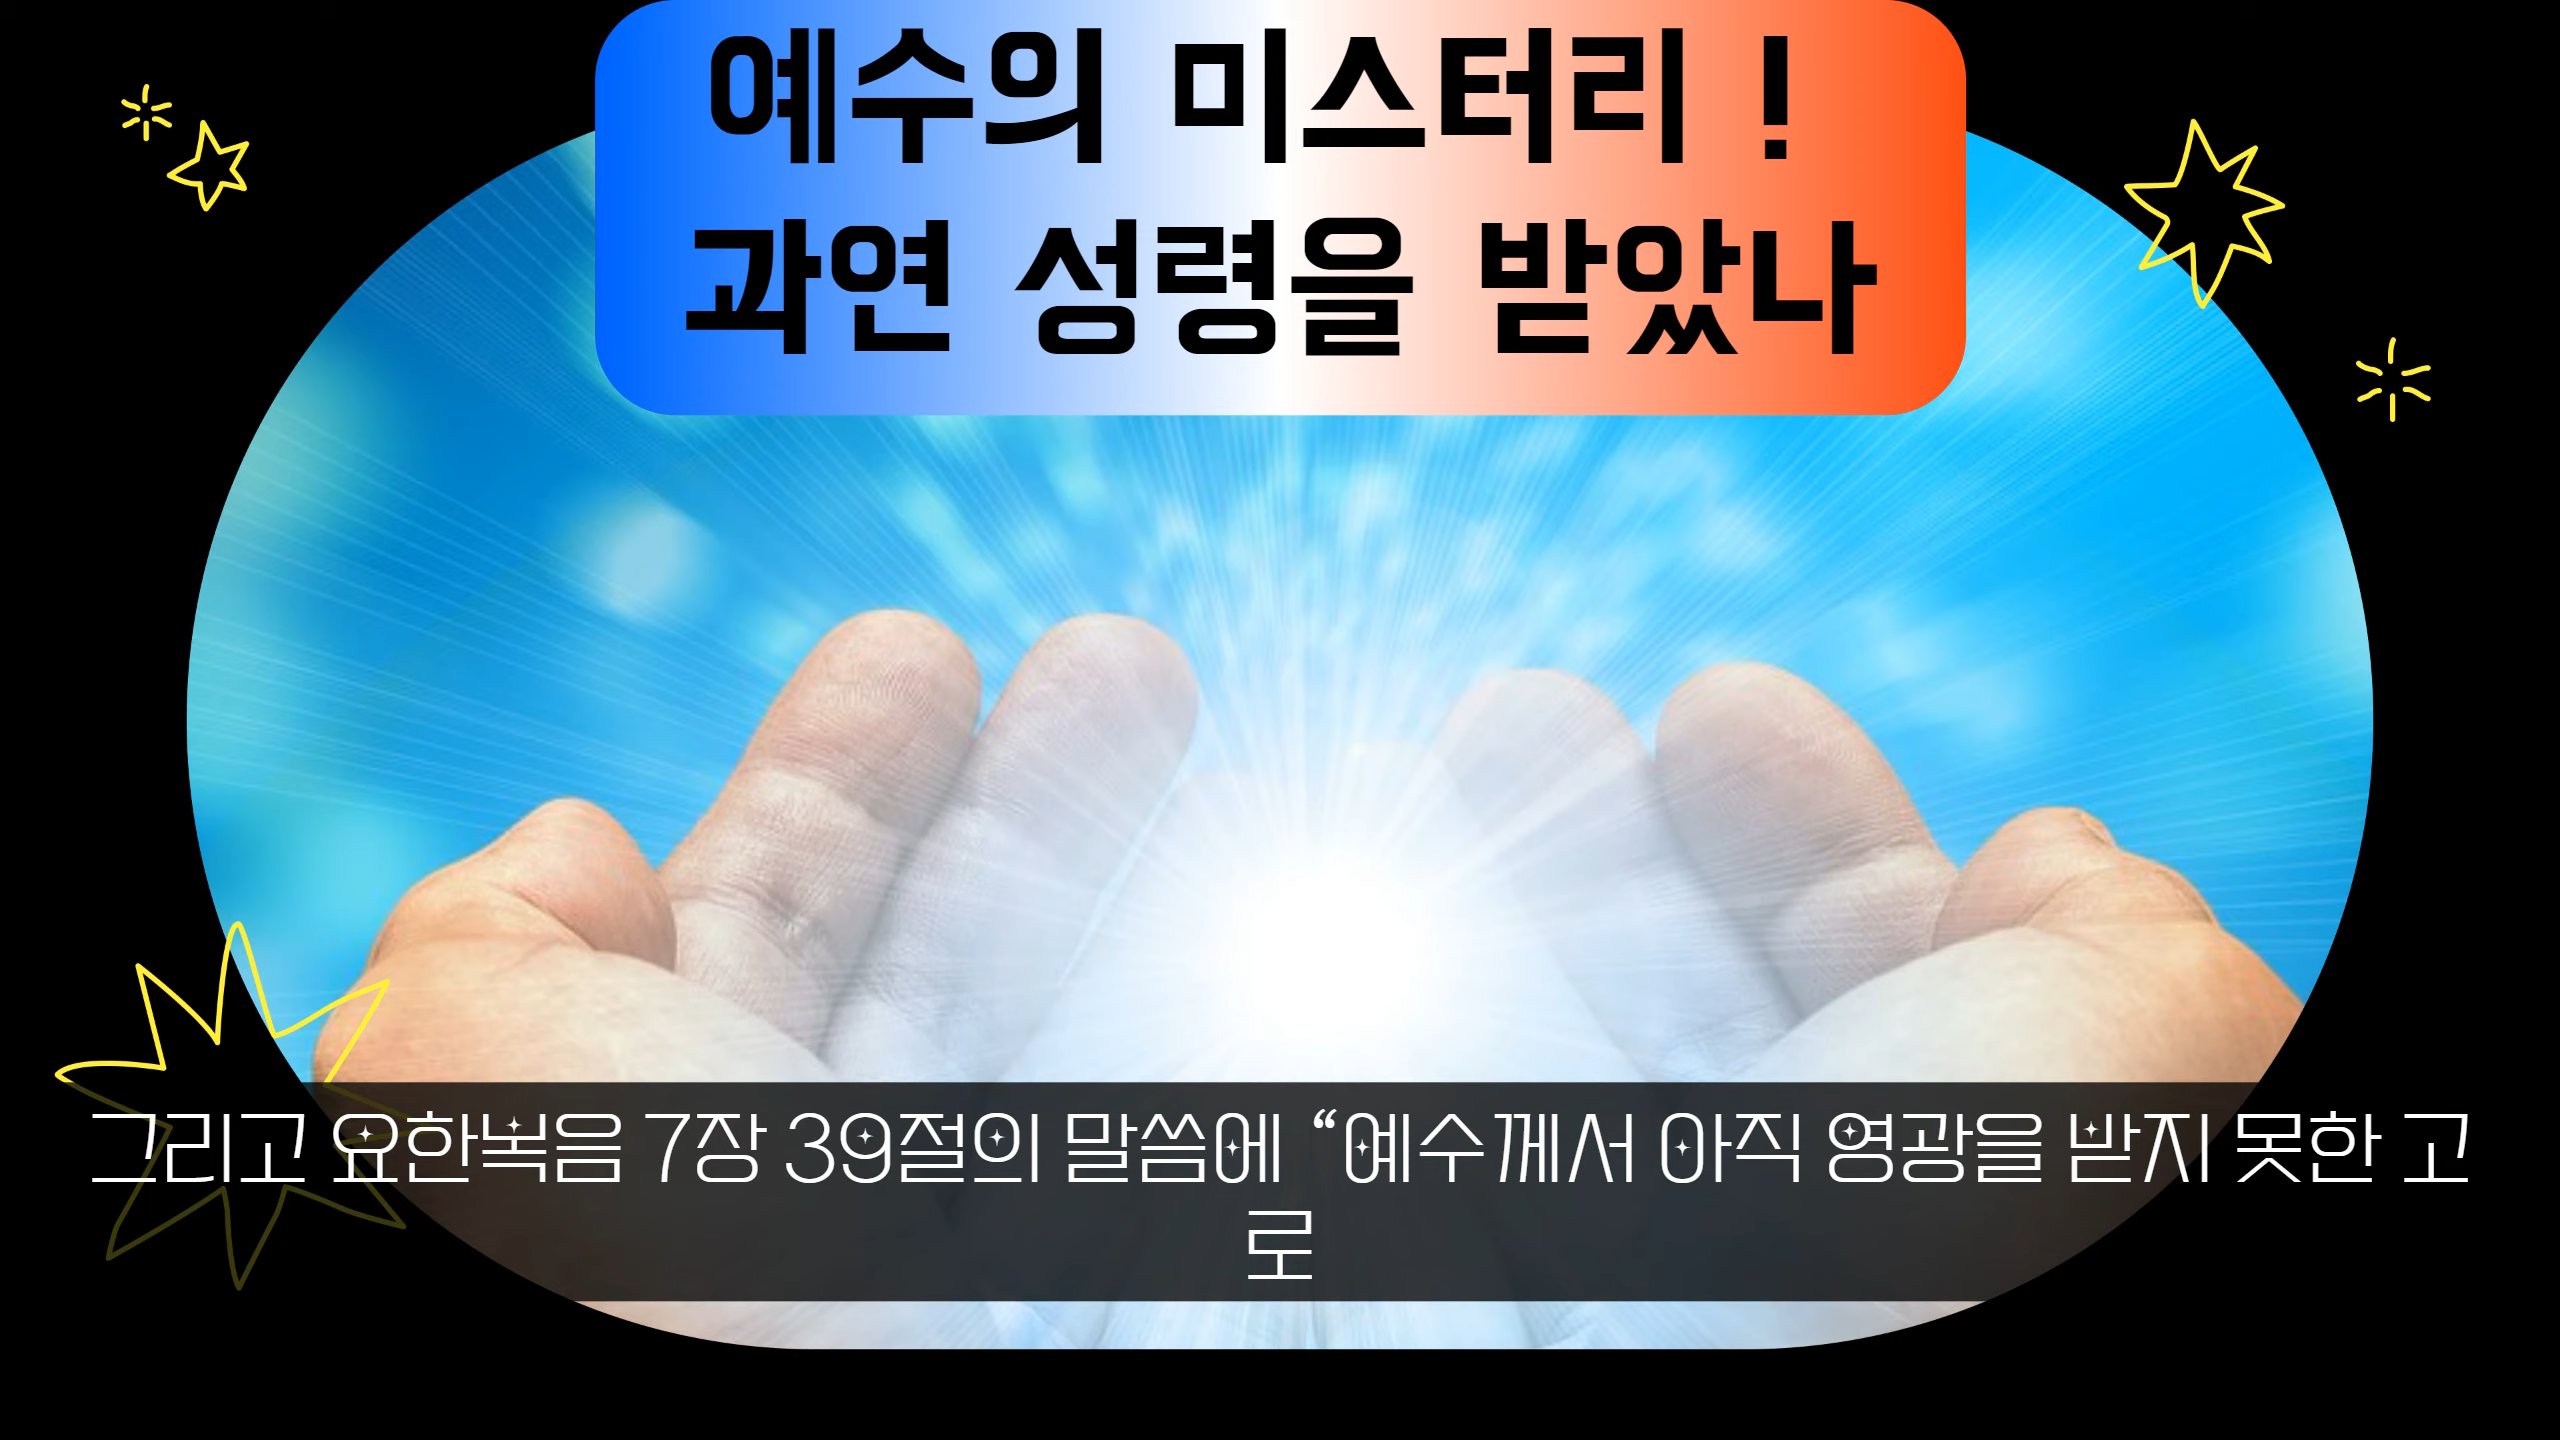 예수의 미스터리 !
과연 성령을 받았나
그리고 요한복음 7장 39절의 말씀에 “예수께서 아직 영광을 받지 못한 고
로